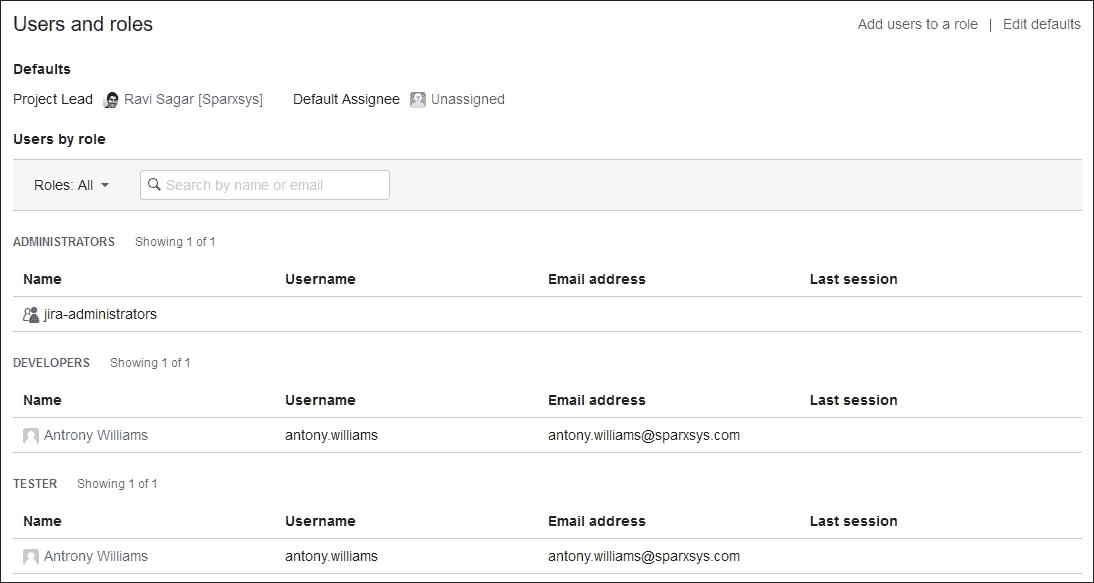 Users and roles Add users to a role | Edit defaults
Defaults
Project Lead Ravi Sagar [Sparxsys] Default Assignee Unassigned
Users by role
Roles: All Search by name or email
ADMINISTRATORS Showing 1 of 1
Name Username Email address Last session
jira-administrators
DEVELOPERS Showing 1 of 1
Name Username Email address Last session
Antrony Williams antony.williams antony.williams@sparxsys.com
TESTER Showing 1 of 1
Name Username Email address Last session
Antrony Williams antony.williams antony.williams@sparxsys.com